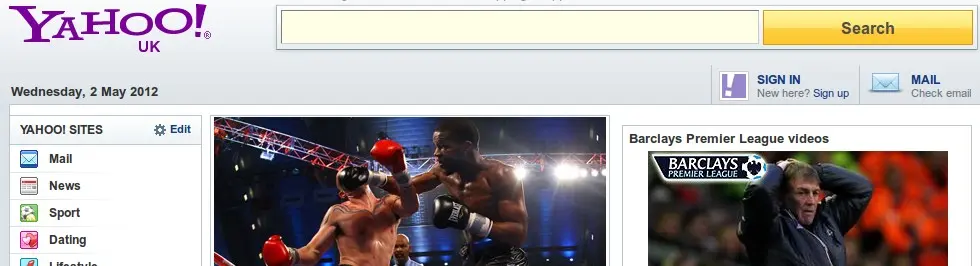 YAHOO!®
UK
Search
Wednesday, 2 May 2012
SIGN IN
New here? Sign up
MAIL
Check email
YAHOO! SITES
Edit
Mail
News
Sport
Dating
Lifestyle
Barclays Premier League videos
BARCLAYS
PREMIER LEAGUE